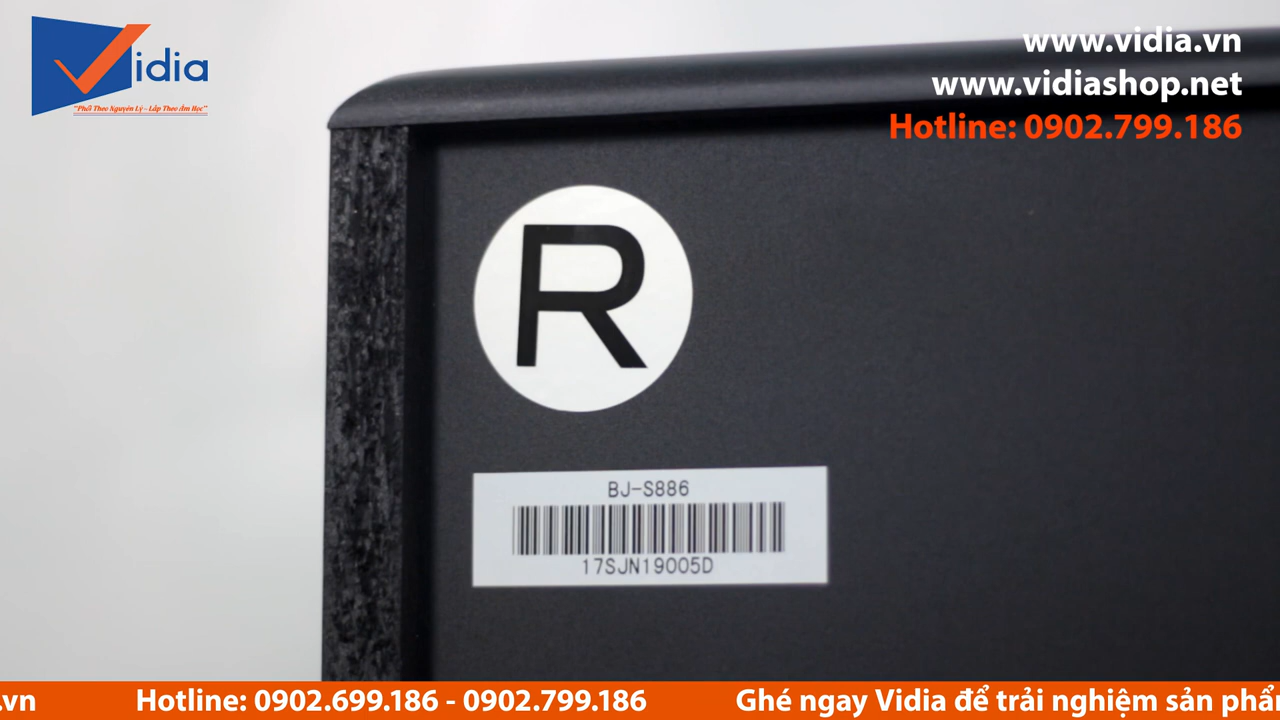 Vidia
"Phối Theo Nguyên Lý - Lắp Theo Âm Học"
www.vidia.vn
www.vidiashop.net
Hotline: 0902.799.186
R
BJ-S886
17SJN19005D
.vn Hotline: 0902.699.186 - 0902.799.186 Ghé ngay Vidia để trải nghiệm sản phẩ